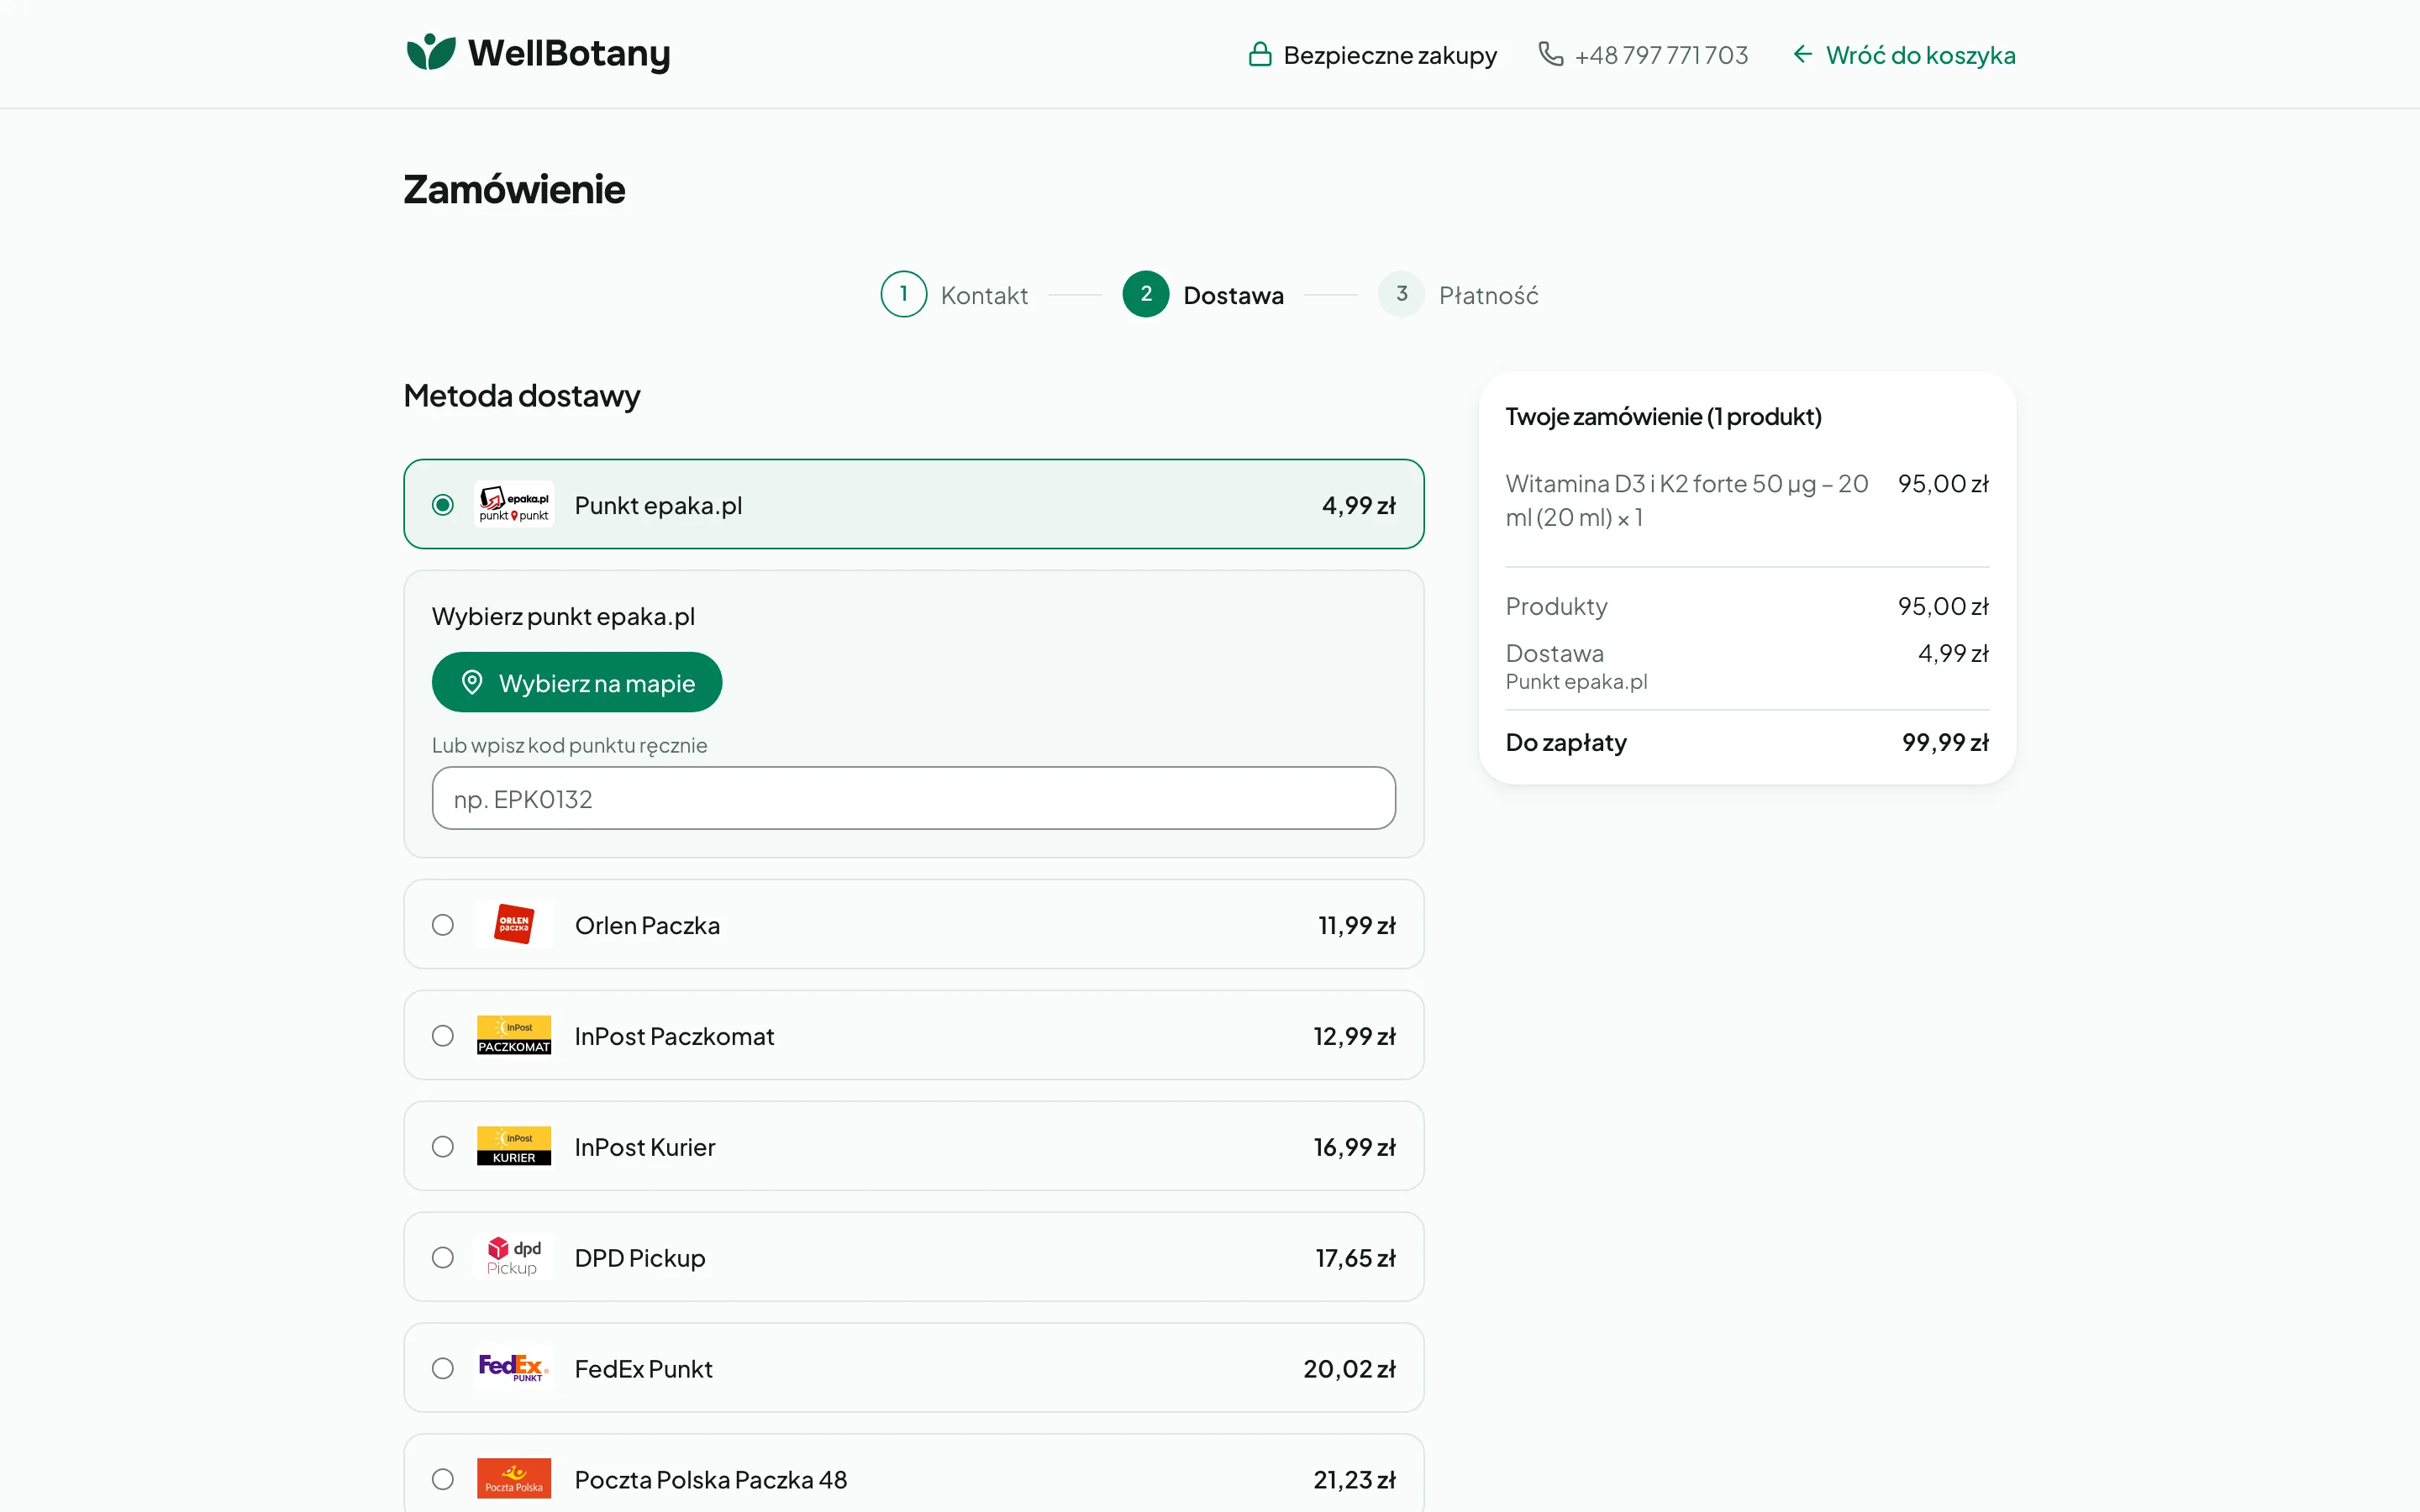 WellBotany
Bezpieczne zakupy
+48 797 771 703
Wróć do koszyka
Zamówienie
1 Kontakt
2 Dostawa
3 Płatność
Metoda dostawy
epaka.pl
punkt punkt
Punkt epaka.pl
4,99 zł
Wybierz punkt epaka.pl
Wybierz na mapie
Lub wpisz kod punktu ręcznie
np. EPK0132
ORLEN
paczka
Orlen Paczka
11,99 zł
InPost
PACZKOMAT
InPost Paczkomat
12,99 zł
InPost
KURIER
InPost Kurier
16,99 zł
dpd
Pickup
DPD Pickup
17,65 zł
FedEx
PUNKT
FedEx Punkt
20,02 zł
Poczta Polska
Poczta Polska Paczka 48
21,23 zł
Twoje zamówienie (1 produkt)
Witamina D3 i K2 forte 50 µg – 20
ml (20 ml) × 1
95,00 zł
Produkty
95,00 zł
Dostawa
4,99 zł
Punkt epaka.pl
Do zapłaty
99,99 zł